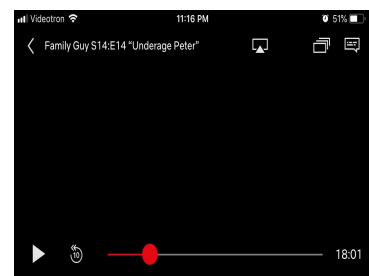 Videotron 11:16 PM 51%
Family Guy S14:E14 “Underage Peter”
10 18:01